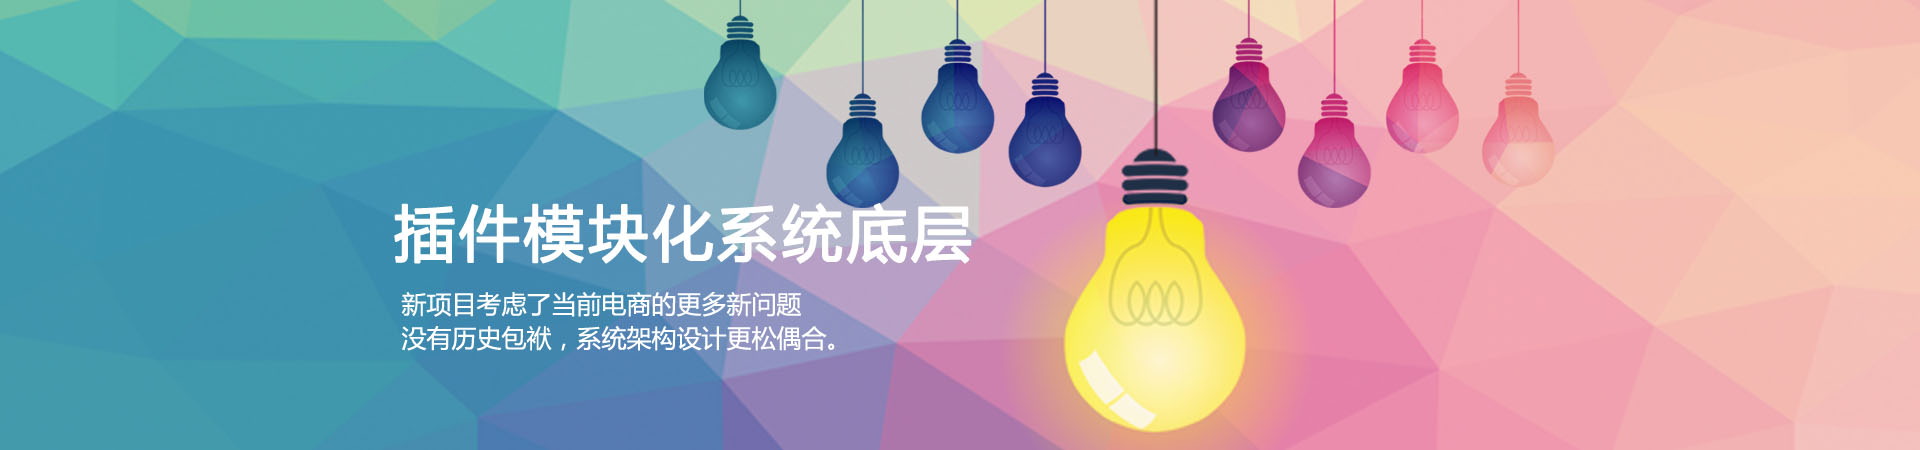 插件模块化系统底层
新项目考虑了当前电商的更多新问题
没有历史包袱，系统架构设计更松偶合。